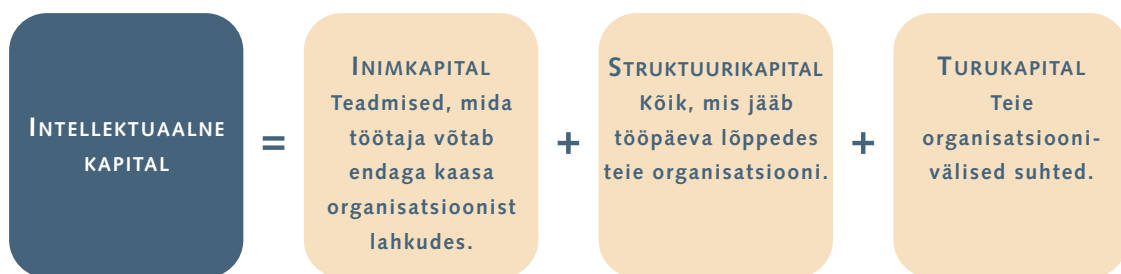 INTELLEKTUAALNE
KAPITAL
=
INIMKAPITAL
Teadmised, mida
töötaja võtab
endaga kaasa
organisatsioonist
lahkudes.
+
STRUKTUURIKAPITAL
Kõik, mis jääb
tööpäeva lõppedes
teie organisatsiooni.
+
TURUKAPITAL
Teie
organisatsiooni-
välised suhted.